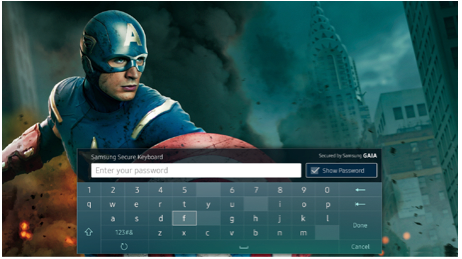 A
Samsung Secure Keyboard
Secured by Samsung GAIA
Enter your password
Show Password
1 2 3 4 5 6 7 8 9 0 ←
q w e r t y u i o p
a s d f g h j k l Done
123#& z x c v b n m
Cancel